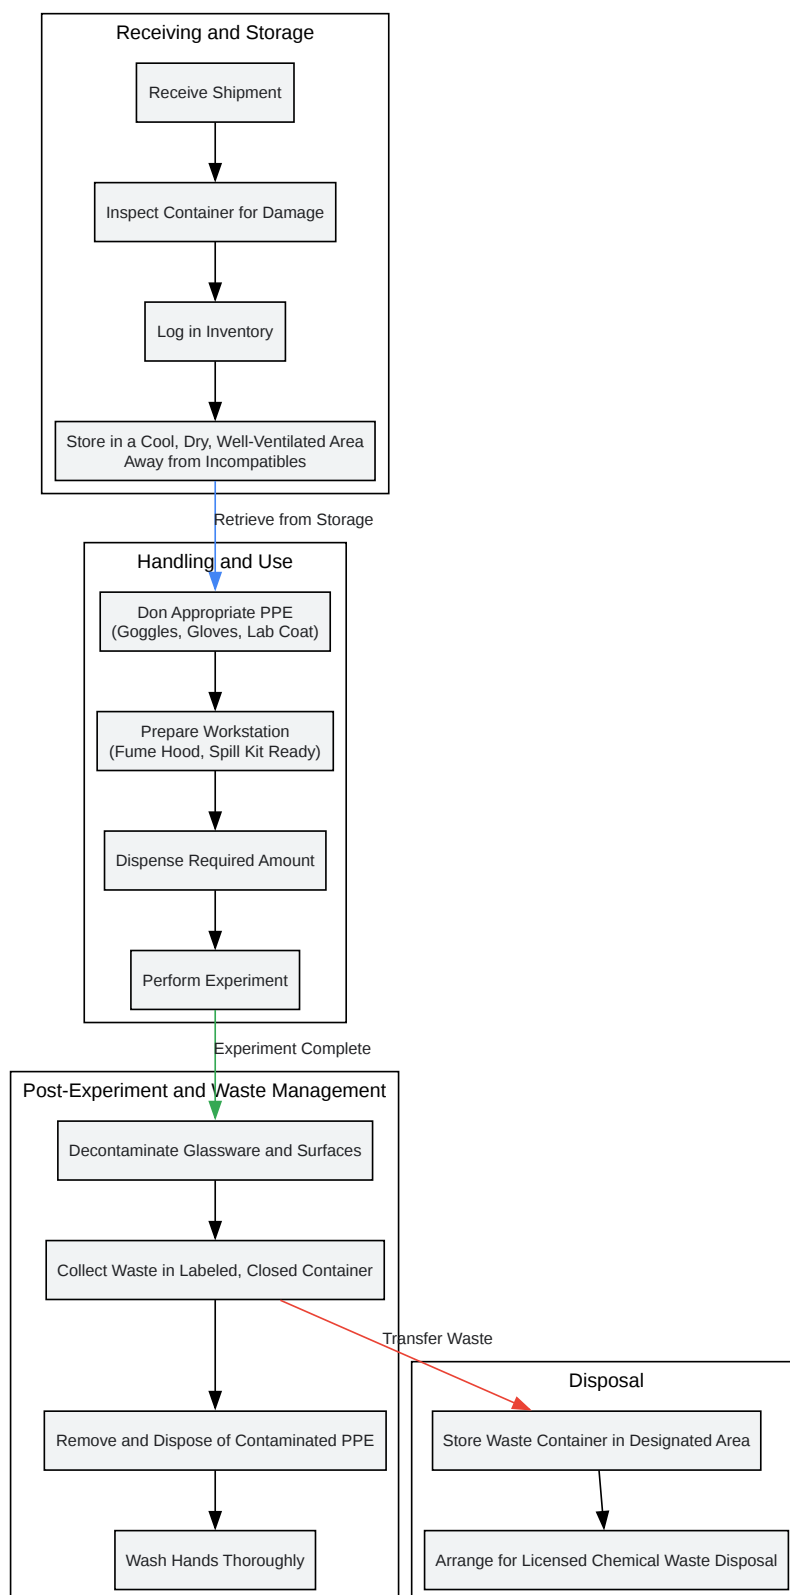 Receiving and Storage
Receive Shipment
Inspect Container for Damage
Log in Inventory
Store in a Cool, Dry, Well-Ventilated Area
Away from Incompatibles
Retrieve from Storage
Handling and Use
Don Appropriate PPE
(Goggles, Gloves, Lab Coat)
Prepare Workstation
(Fume Hood, Spill Kit Ready)
Dispense Required Amount
Perform Experiment
Experiment Complete
Post-Experiment and Waste Management
Decontaminate Glassware and Surfaces
Collect Waste in Labeled, Closed Container
Transfer Waste
Disposal
Remove and Dispose of Contaminated PPE
Store Waste Container in Designated Area
Wash Hands Thoroughly
Arrange for Licensed Chemical Waste Disposal